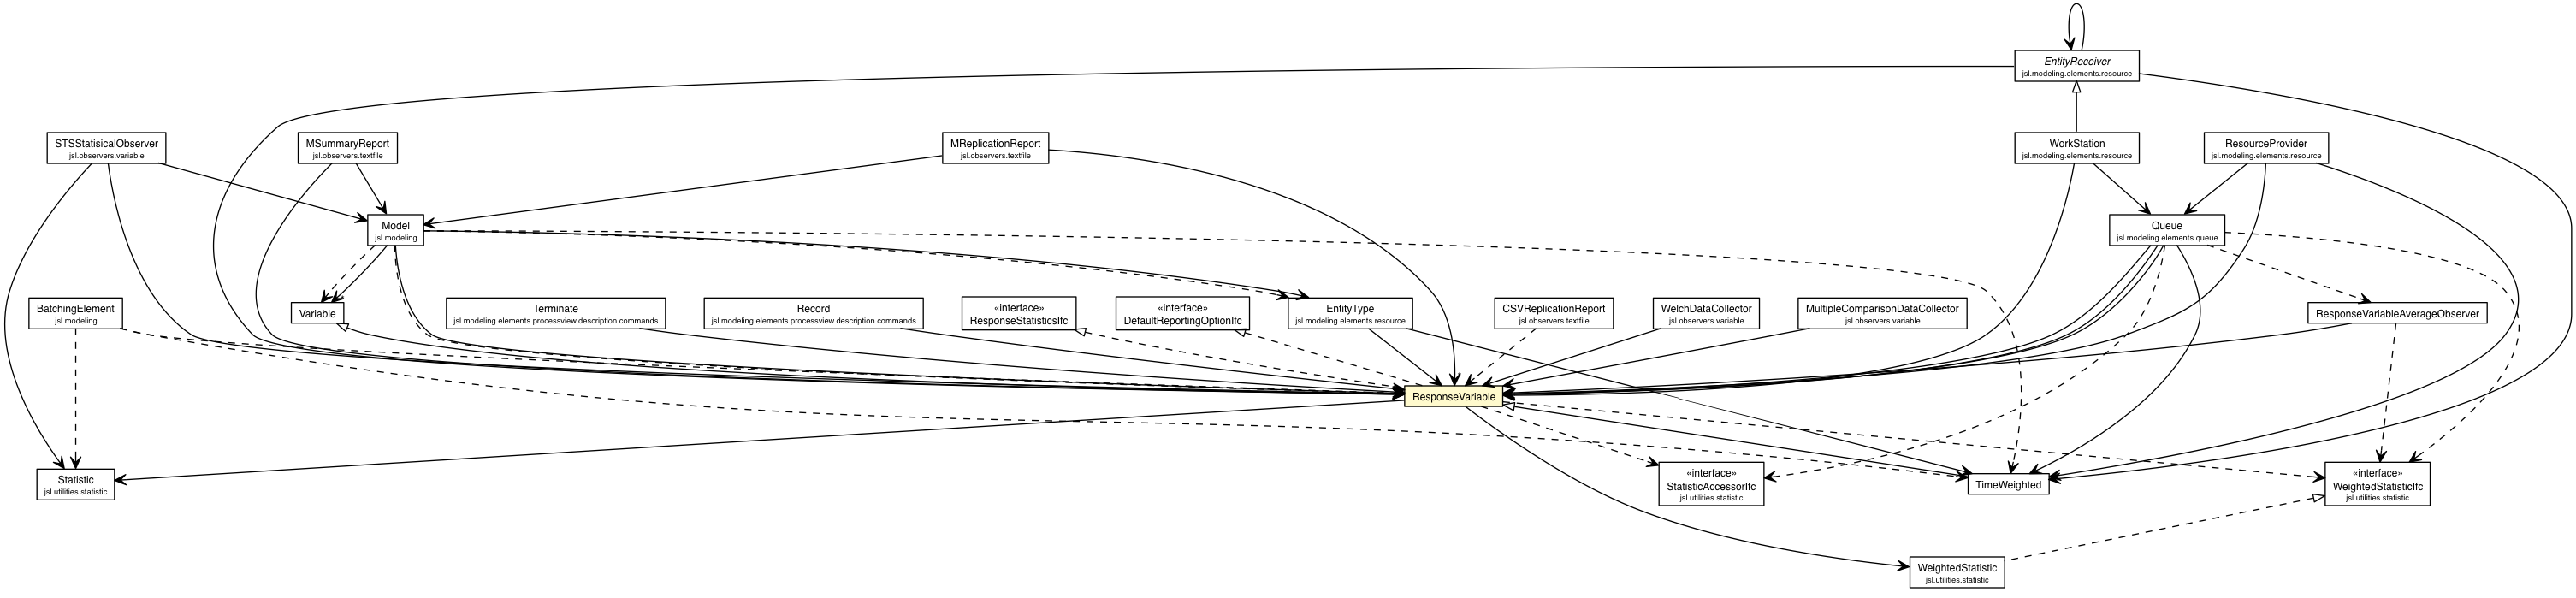 EntityReceiver
jsl.modeling.elements.resource
STSStatisicalObserver
jsl.observers.variable
MSummaryReport
jsl.observers.textfile
MReplicationReport
jsl.observers.textfile
WorkStation
jsl.modeling.elements.resource
ResourceProvider
jsl.modeling.elements.resource
Model
jsl.modeling
Queue
jsl.modeling.elements.queue
BatchingElement
jsl.modeling
Variable
Terminate
jsl.modeling.elements.processview.description.commands
Record
jsl.modeling.elements.processview.description.commands
«interface»
ResponseStatisticsIfc
«interface»
DefaultReportingOptionIfc
EntityType
jsl.modeling.elements.resource
CSVReplicationReport
jsl.observers.textfile
WelchDataCollector
jsl.observers.variable
MultipleComparisonDataCollector
jsl.observers.variable
ResponseVariableAverageObserver
ResponseVariable
Statistic
jsl.utilities.statistic
«interface»
StatisticAccessorIfc
jsl.utilities.statistic
TimeWeighted
«interface»
WeightedStatisticIfc
jsl.utilities.statistic
WeightedStatistic
jsl.utilities.statistic